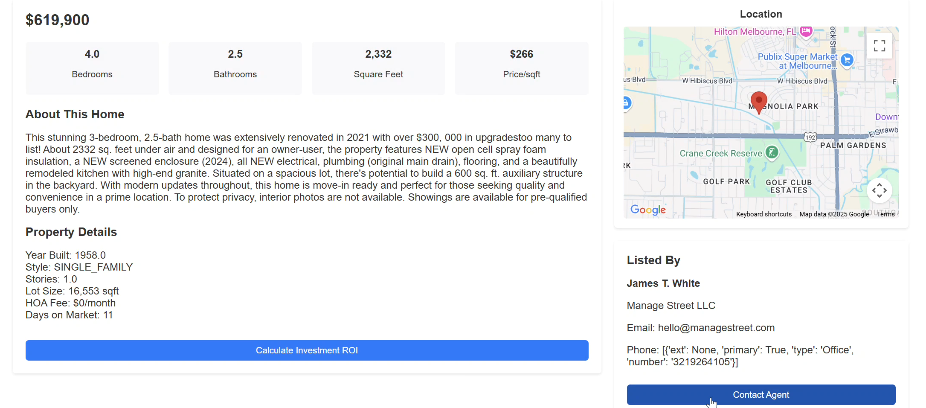 $619,900
4.0
Bedrooms
2.5
Bathrooms
2,332
Square Feet
$266
Price/sqft
About This Home
This stunning 3-bedroom, 2.5-bath home was extensively renovated in 2021 with over $300, 000 in upgradestoo many to
list! About 2332 sq. feet under air and designed for an owner-user, the property features NEW open cell spray foam
insulation, a NEW screened enclosure (2024), all NEW electrical, plumbing (original main drain), flooring, and a beautifully
remodeled kitchen with high-end granite. Situated on a spacious lot, there's potential to build a 600 sq. ft. auxiliary structure
in the backyard. With modern updates throughout, this home is move-in ready and perfect for those seeking quality and
convenience in a prime location. To protect privacy, interior photos are not available. Showings are available for pre-qualified
buyers only.
Property Details
Year Built: 1958.0
Style: SINGLE_FAMILY
Stories: 1.0
Lot Size: 16,553 sqft
HOA Fee: $0/month
Days on Market: 11
Calculate Investment ROI
Location
Hilton Melbourne, FL
Publix Super Market
at Melbourne...
us Blvd
W Hibiscus Blvd
W Hibiscus Blvd
MAGNOLIA PARK
Down
192
E Strawb
PALM GARDENS
Crane Creek Reserve
RK
GOLF PARK
GOLF CLUB
ESTATES
Google
Keyboard shortcuts
Map data ©2025 Google
Terms
Listed By
James T. White
Manage Street LLC
Email: hello@managestreet.com
Phone: [{'ext': None, 'primary': True, 'type': 'Office',
'number': '3219264105'}]
Contact Agent